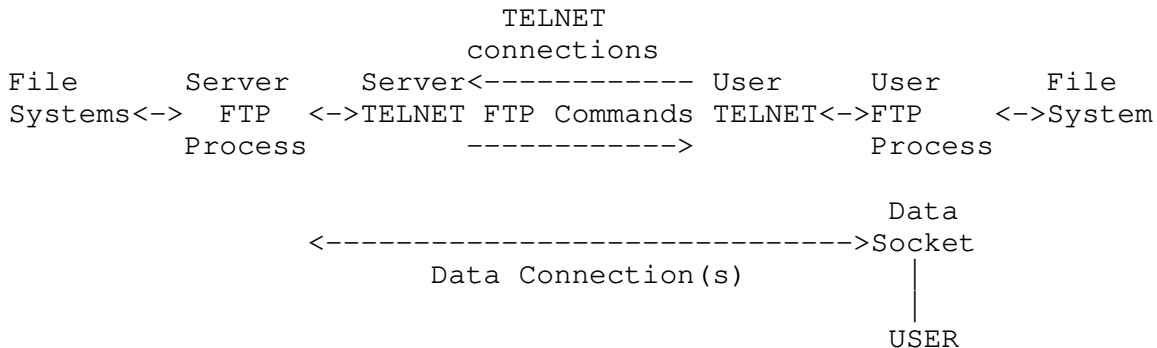 TELNET
                          connections
File      Server    Server<------------ User     User        File
Systems<->  FTP  <->TELNET FTP Commands TELNET<->FTP    <->System
          Process         ------------>          Process

                                                  Data
                 <------------------------------>Socket
                        Data Connection(s)         |
                                                   |
                                                  USER